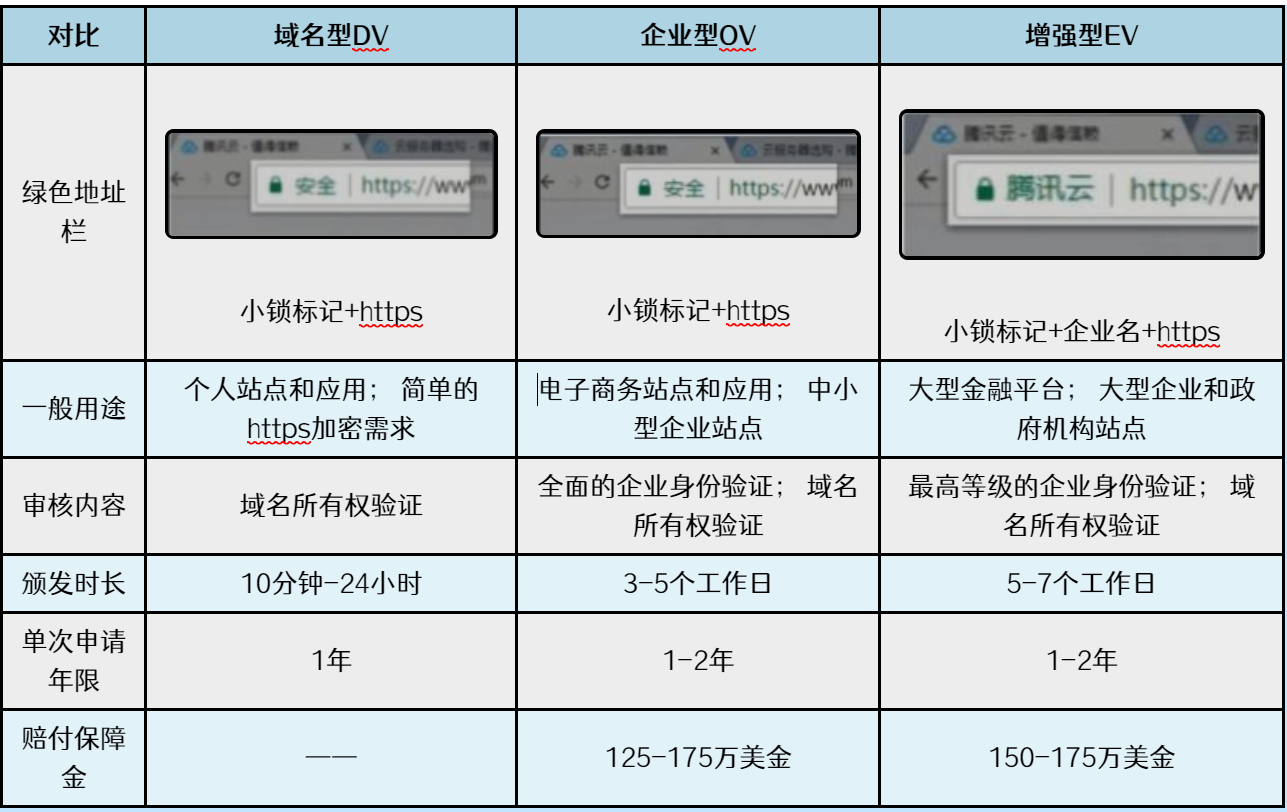 对比 域名型DV 企业型OV 增强型EV
绿色地址
栏
腾讯云 - 值得信赖 × 云服务器选购 - 腾
安全 | https://www
小锁标记+https
腾讯云 - 值得信赖 × 云服务器选购 - 腾
安全 | https://www
小锁标记+https
腾讯云 - 值得信赖 ×
腾讯云 | https://w
小锁标记+企业名+https
一般用途
个人站点和应用; 简单的
https加密需求
电子商务站点和应用; 中小
型企业站点
大型金融平台; 大型企业和政
府机构站点
审核内容
域名所有权验证
全面的企业身份验证; 域名
所有权验证
最高等级的企业身份验证; 域
名所有权验证
颁发时长 10分钟-24小时 3-5个工作日 5-7个工作日
单次申请
年限
1年 1-2年 1-2年
赔付保障
金
—— 125-175万美金 150-175万美金